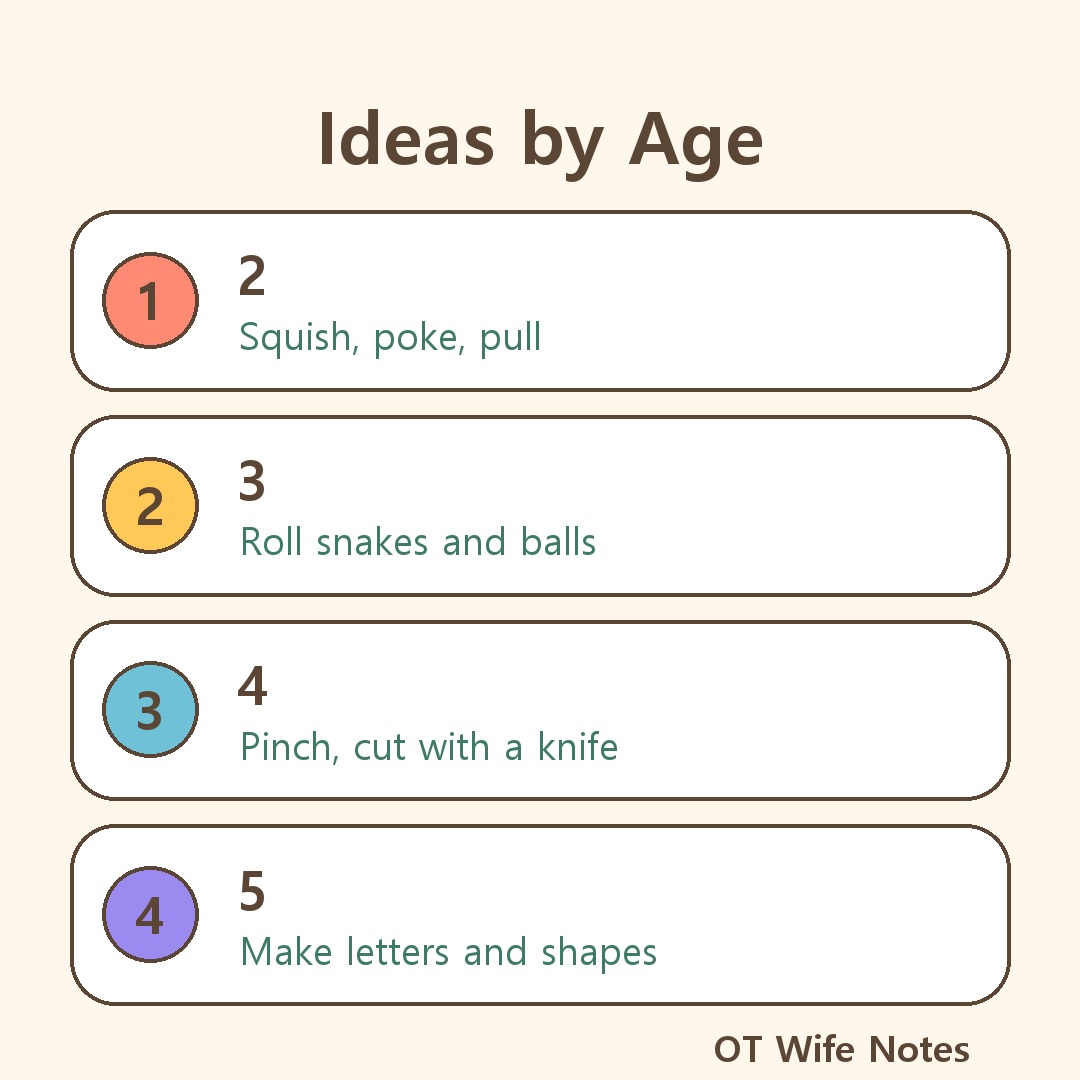 Ideas by Age
1
2
Squish, poke, pull
2
3
Roll snakes and balls
3
4
Pinch, cut with a knife
4
5
Make letters and shapes
OT Wife Notes